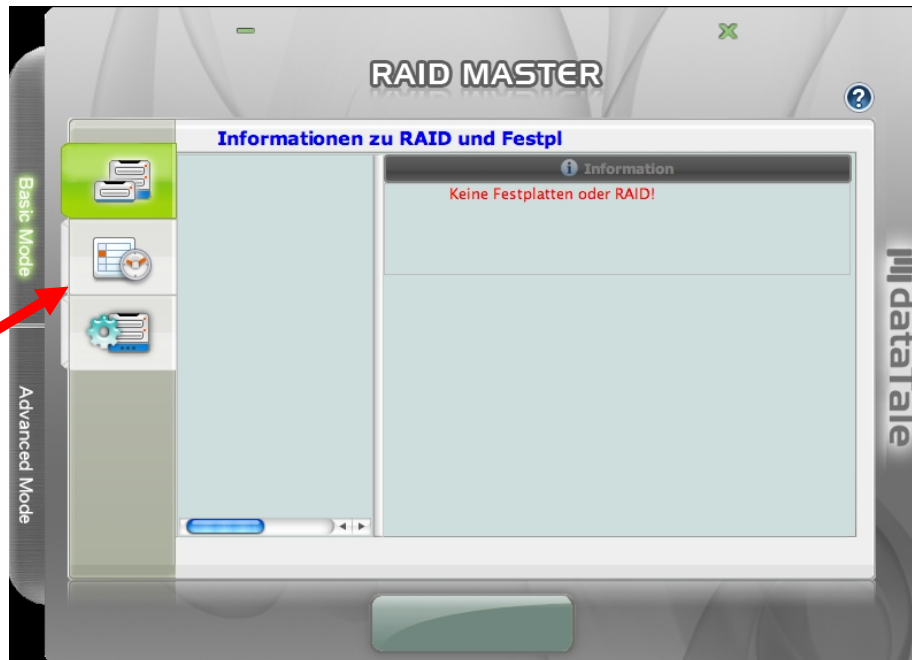 RAID MASTER
?
Informationen zu RAID und Festpl
i Information
Keine Festplatten oder RAID!
Basic Mode
Advanced Mode
dataTale